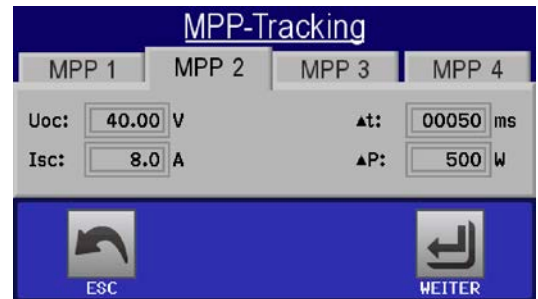 MPP-Tracking
MPP 1 MPP 2 MPP 3 MPP 4
Uoc: 40.00 V ▲t: 00050 ms
Isc: 8.0 A ▲P: 500 W
ESC WEITER